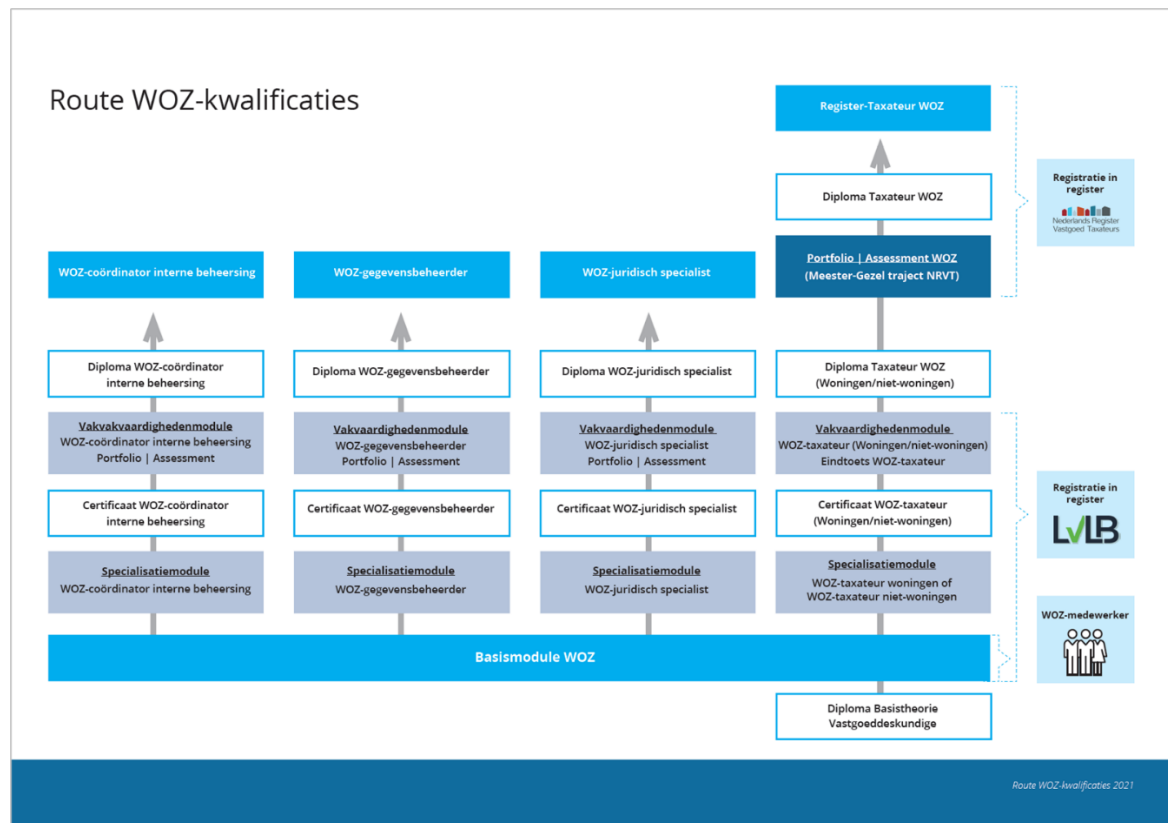 Route WOZ-kwalificaties
WOZ-coördinator interne beheersing
Diploma WOZ-coördinator
interne beheersing
Vakvakvaardighedenmodule
WOZ-coördinator interne beheersing
Portfolio | Assessment
Certificaat WOZ-coördinator
interne beheersing
Specialisatiemodule
WOZ-coördinator interne beheersing
WOZ-gegevensbeheerder
Diploma WOZ-gegevensbeheerder
Vakvaardighedenmodule
WOZ-gegevensbeheerder
Portfolio | Assessment
Certificaat WOZ-gegevensbeheerder
Specialisatiemodule
WOZ-gegevensbeheerder
WOZ-juridisch specialist
Diploma WOZ-juridisch specialist
Vakvaardighedenmodule
WOZ-juridisch specialist
Portfolio | Assessment
Certificaat WOZ-juridisch specialist
Specialisatiemodule
WOZ-juridisch specialist
Register-Taxateur WOZ
Diploma Taxateur WOZ
Portfolio | Assessment WOZ
(Meester-Gezel traject NRVT)
Diploma Taxateur WOZ
(Woningen/niet-woningen)
Vakvaardighedenmodule
WOZ-taxateur (Woningen/niet-woningen)
Eindtoets WOZ-taxateur
Certificaat WOZ-taxateur
(Woningen/niet-woningen)
Specialisatiemodule
WOZ-taxateur woningen of
WOZ-taxateur niet-woningen
Basismodule WOZ
Diploma Basistheorie
Vastgoeddeskundige
Registratie in
register
Nederlands Register
Vastgoed Taxateurs
Registratie in
register
LVLB
WOZ-medewerker
Route WOZ-kwalificaties 2021